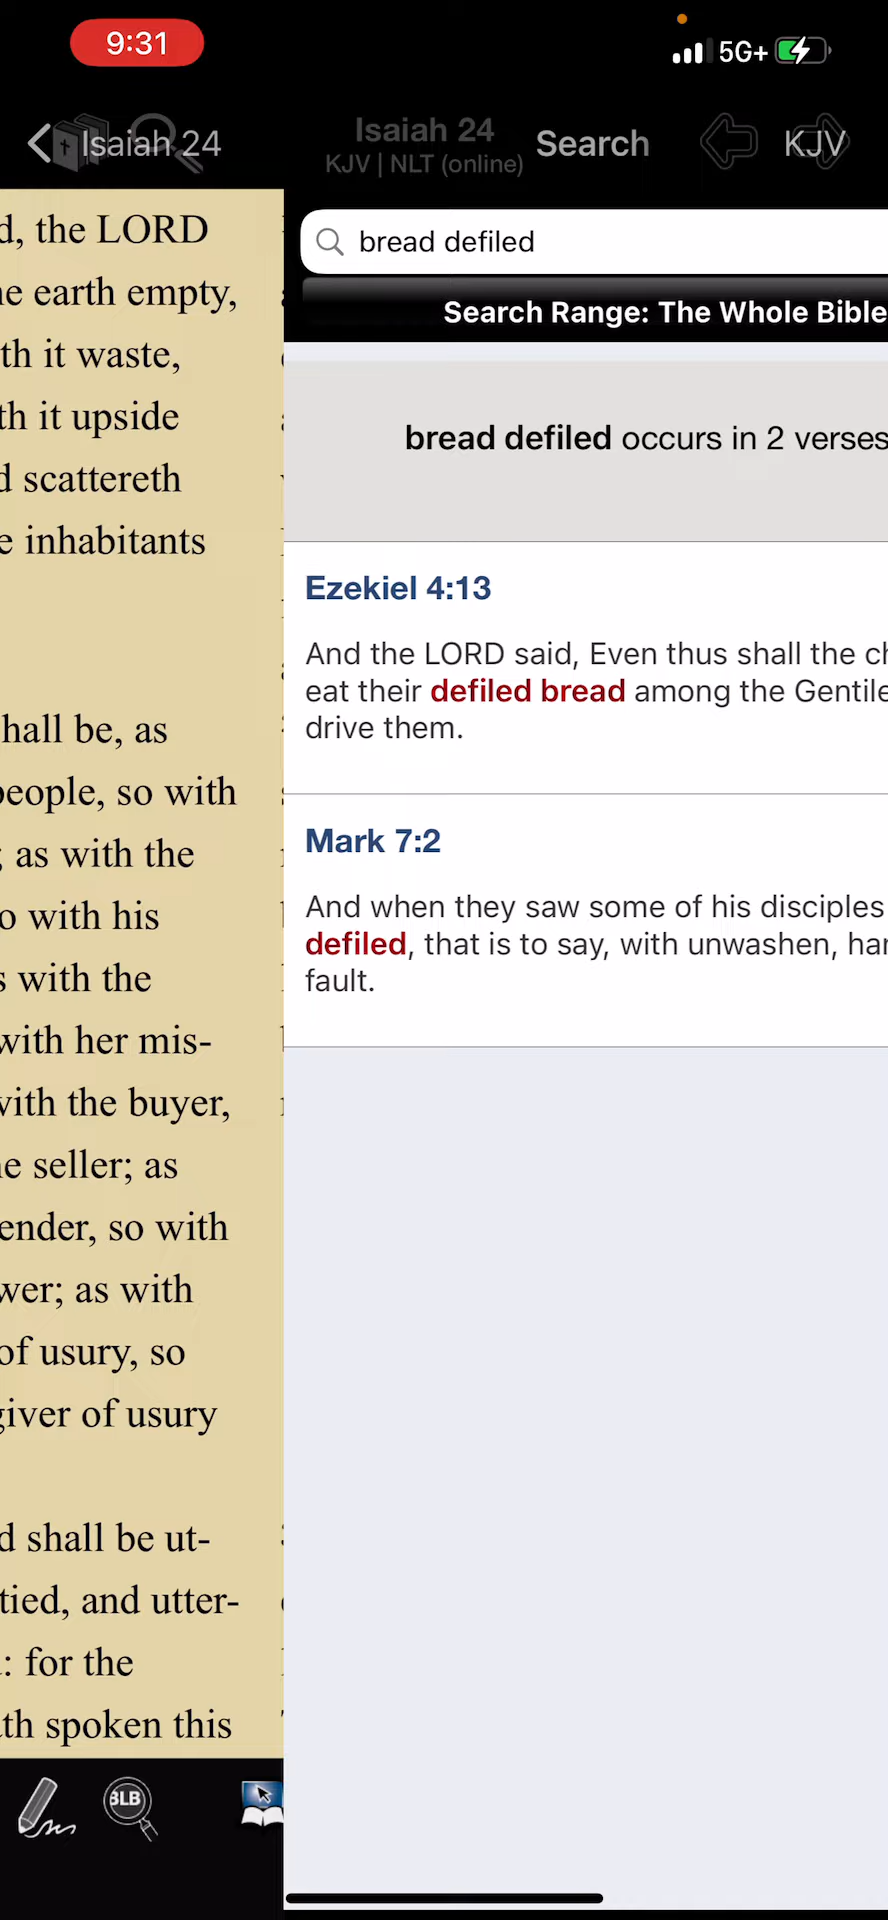 9:31
5G+
Isaiah 24
Isaiah 24
KJV | NLT (online)
Search
KJV
d, the LORD
e earth empty,
th it waste,
th it upside
d scattereth
e inhabitants
hall be, as
people, so with
; as with the
o with his
s with the
with her mis-
with the buyer,
e seller; as
ender, so with
wer; as with
of usury, so
giver of usury
d shall be ut-
tied, and utter-
: for the
th spoken this
BLB
bread defiled
Search Range: The Whole Bible
bread defiled occurs in 2 verses
Ezekiel 4:13
And the LORD said, Even thus shall the ch
eat their defiled bread among the Gentile
drive them.
Mark 7:2
And when they saw some of his disciples
defiled, that is to say, with unwashen, har
fault.